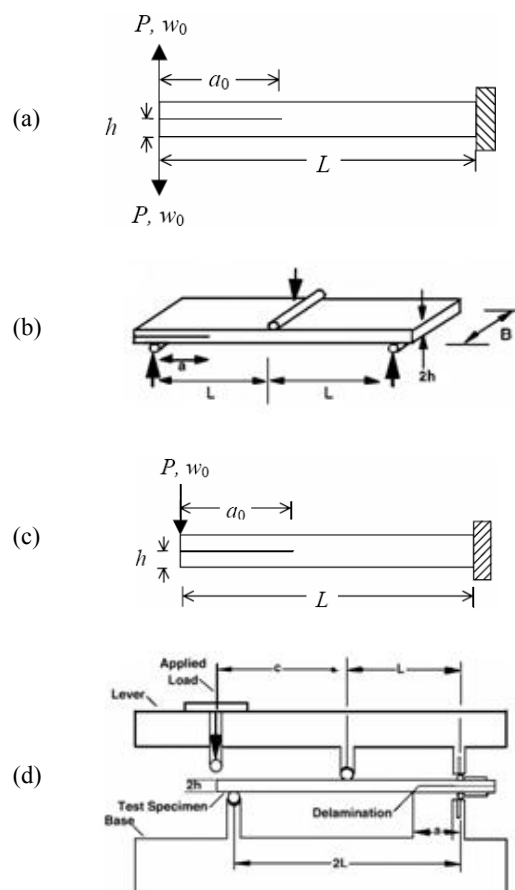 P, w₀
a₀
(a)
h
L
P, w₀
(b)
a
L
L
2h
B
P, w₀
a₀
(c)
h
L
Applied
Load
c
L
Lever
(d)
2h
Test Specimen
Delamination
Base
a
2L